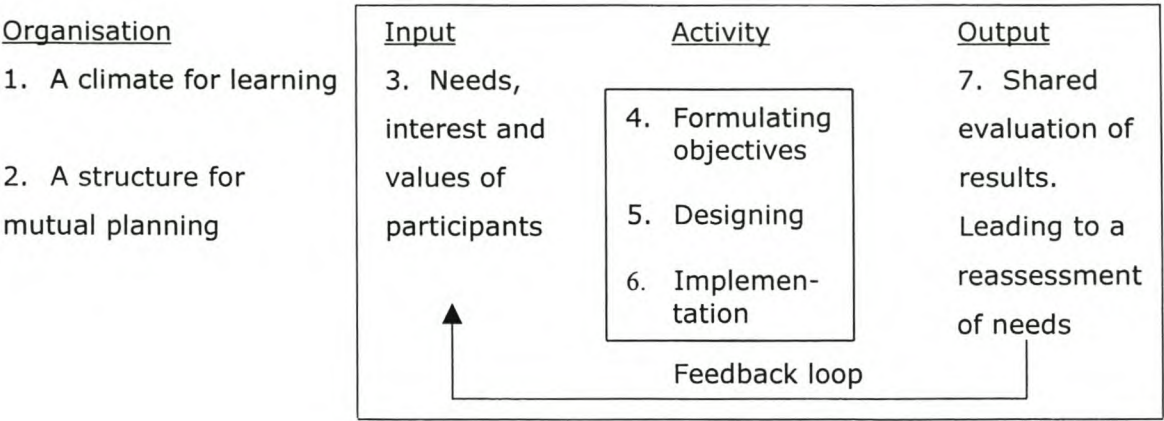 Organisation
1. A climate for learning
2. A structure for
mutual planning
Input
3. Needs,
interest and
values of
participants
Activity
4. Formulating
objectives
5. Designing
6. Implemen-
tation
Output
7. Shared
evaluation of
results.
Leading to a
reassessment
of needs
Feedback loop